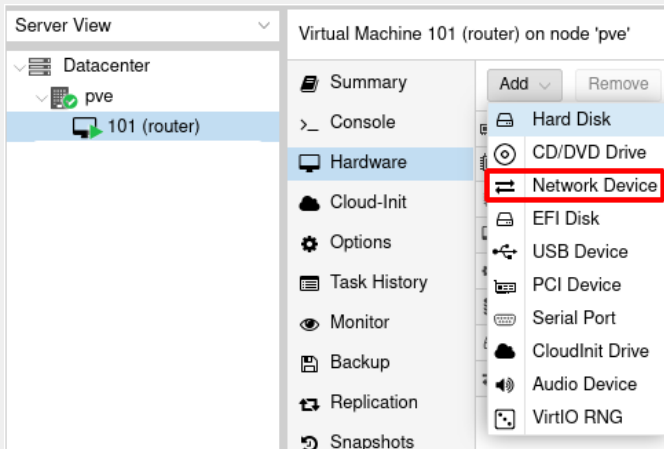 Server View
Datacenter
pve
101 (router)
Virtual Machine 101 (router) on node 'pve'
Summary
Console
Hardware
Cloud-Init
Options
Task History
Monitor
Backup
Replication
Snapshots
Add
Remove
Hard Disk
CD/DVD Drive
Network Device
EFI Disk
USB Device
PCI Device
Serial Port
CloudInit Drive
Audio Device
VirtIO RNG